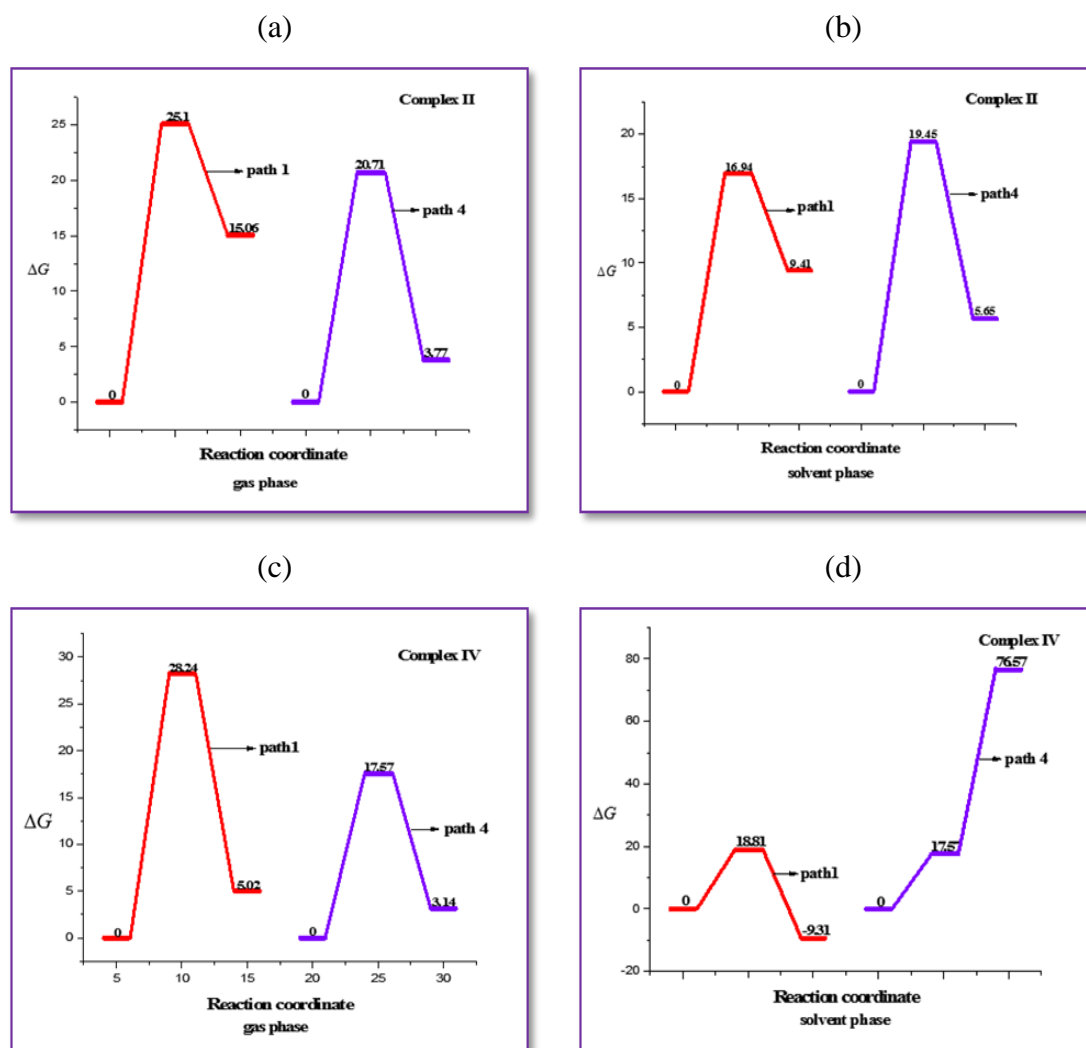 (a)
Complex II
25
20
15
10
5
0
ΔG
25.1
path 1
15.06
0
20.71
path 4
3.77
0
Reaction coordinate
gas phase
(b)
Complex II
20
15
10
5
0
ΔG
16.94
path1
9.41
0
19.45
path4
5.65
0
Reaction coordinate
solvent phase
(c)
Complex IV
30
25
20
15
10
5
0
ΔG
28.24
path1
5.02
0
17.57
path 4
3.14
0
5 10 15 20 25 30
Reaction coordinate
gas phase
(d)
Complex IV
80
60
40
20
0
-20
ΔG
76.57
path 4
17.57
0
18.81
path1
-9.31
0
Reaction coordinate
solvent phase